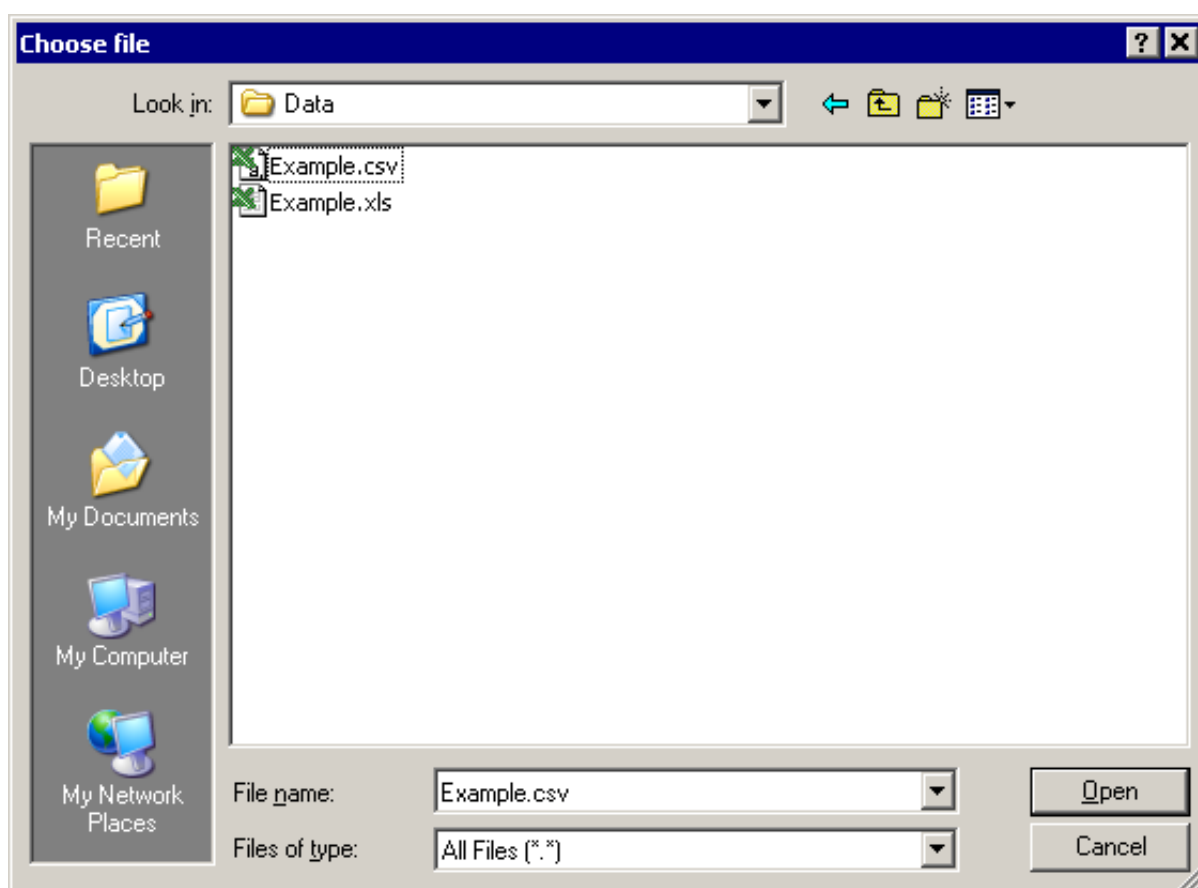 Choose file
Look in: Data
Example.csv
Example.xls
Recent
Desktop
My Documents
My Computer
My Network
Places
File name: Example.csv Open
Files of type: All Files (*.*) Cancel